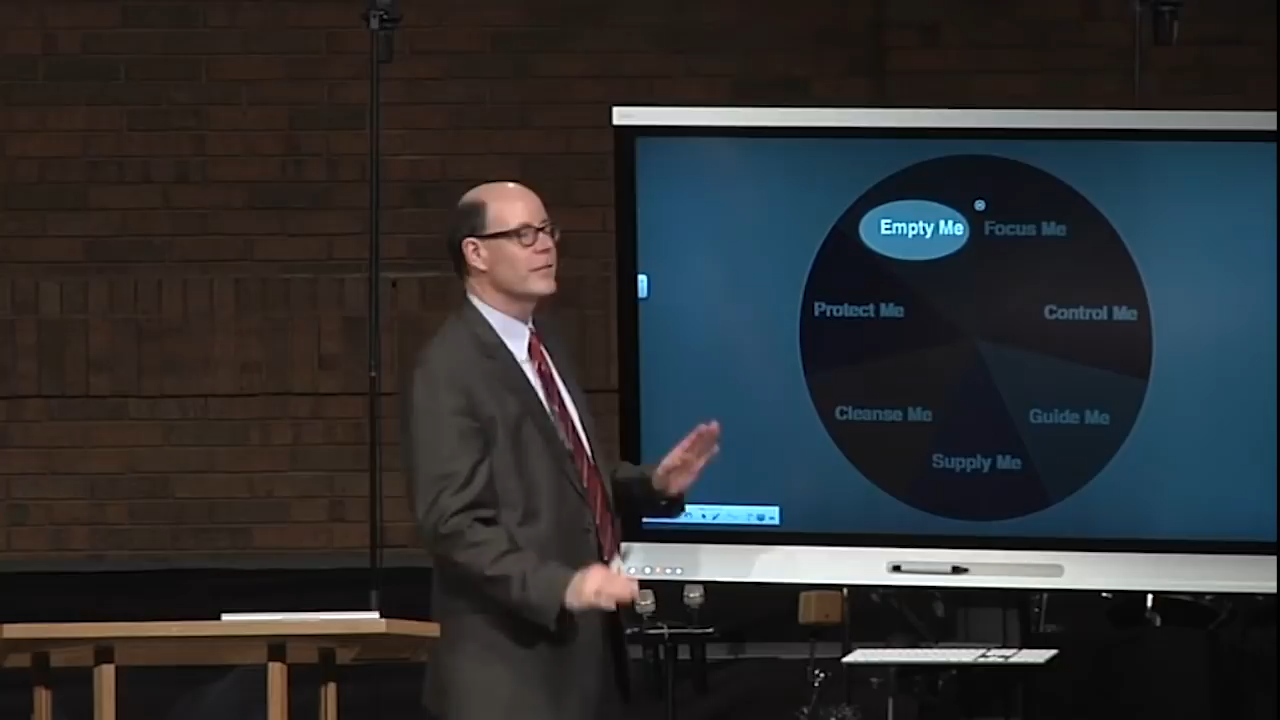 Empty Me
Focus Me
Protect Me
Control Me
Cleanse Me
Guide Me
Supply Me